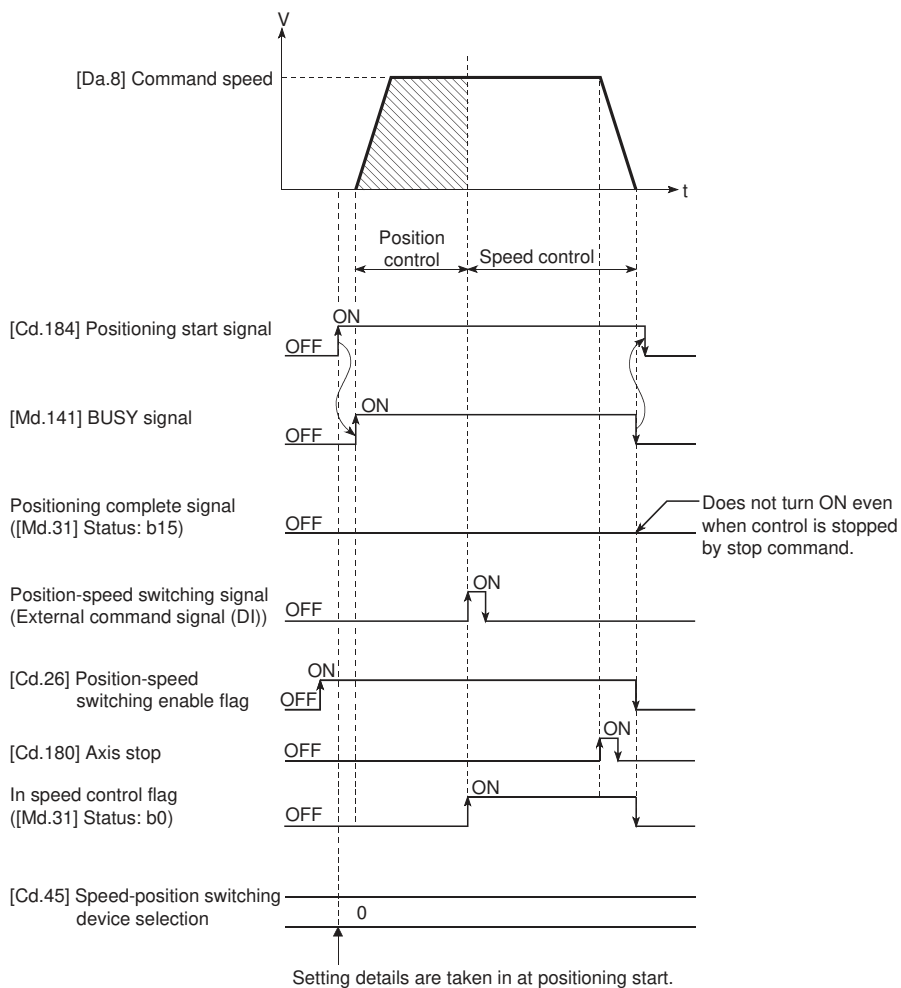 V
[Da.8] Command speed
t
Position
control
Speed control
ON
[Cd.184] Positioning start signal
OFF
ON
[Md.141] BUSY signal
OFF
Positioning complete signal
([Md.31] Status: b15)
OFF
Does not turn ON even
when control is stopped
by stop command.
Position-speed switching signal
(External command signal (DI))
ON
OFF
[Cd.26] Position-speed
switching enable flag
ON
OFF
[Cd.180] Axis stop
OFF
ON
In speed control flag
([Md.31] Status: b0)
ON
OFF
[Cd.45] Speed-position switching
device selection
0
Setting details are taken in at positioning start.